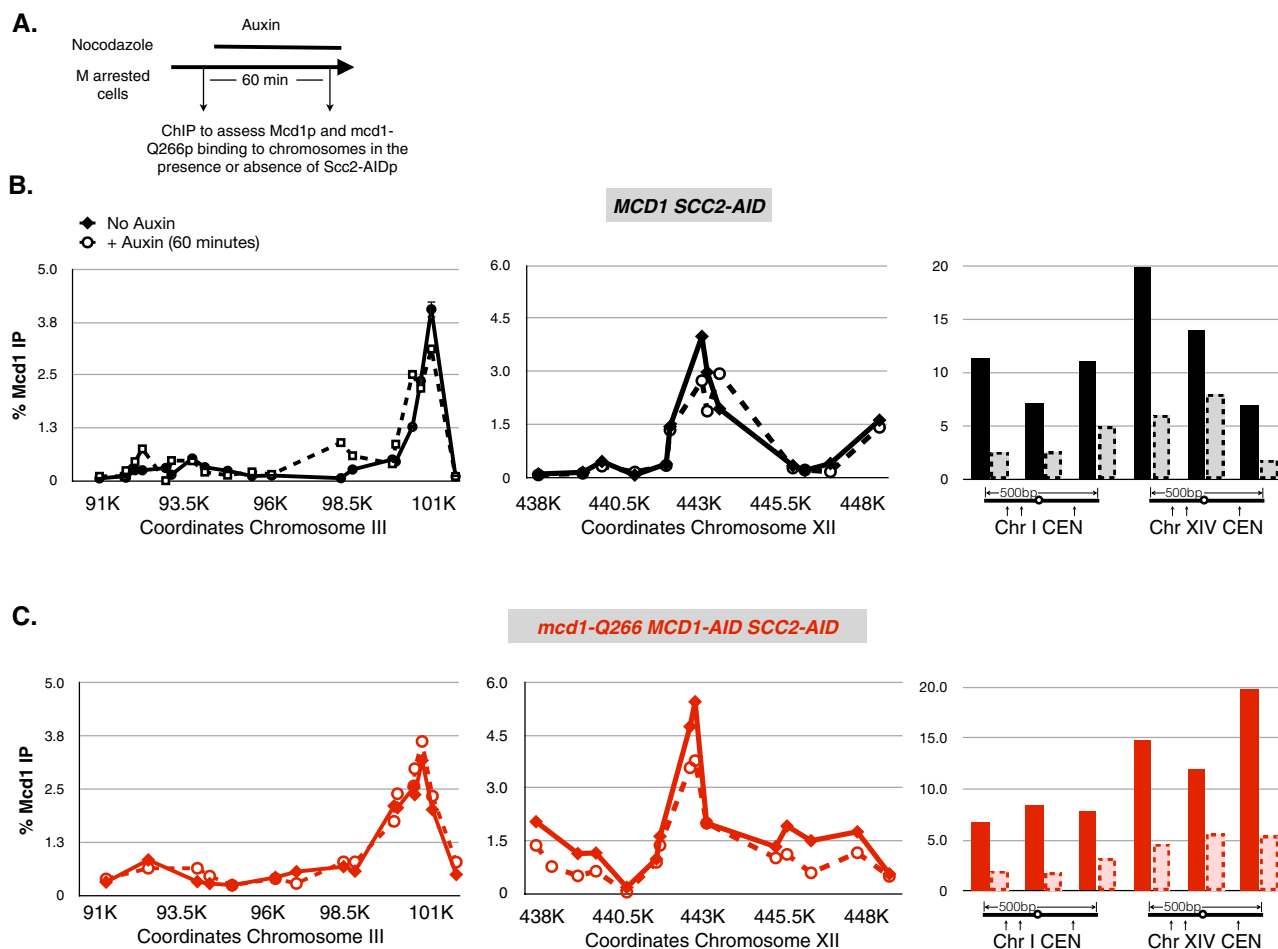 A.
Auxin
Nocodazole
M arrested
cells
60 min
ChIP to assess Mcd1p and mcd1-
Q266p binding to chromosomes in the
presence or absence of Scc2-AIDp
B.
MCD1 SCC2-AID
No Auxin
+ Auxin (60 minutes)
% Mcd1 IP
5.0
3.8
2.5
1.3
0
91K 93.5K 96K 98.5K 101K
Coordinates Chromosome III
6.0
4.5
3.0
1.5
0
438K 440.5K 443K 445.5K 448K
Coordinates Chromosome XII
20
15
10
5
0
500bp 500bp
Chr I CEN Chr XIV CEN
C.
mcd1-Q266 MCD1-AID SCC2-AID
% Mcd1 IP
5.0
3.8
2.5
1.3
0
91K 93.5K 96K 98.5K 101K
Coordinates Chromosome III
6.0
4.5
3.0
1.5
0
438K 440.5K 443K 445.5K 448K
Coordinates Chromosome XII
20.0
15.0
10.0
5.0
0
500bp 500bp
Chr I CEN Chr XIV CEN